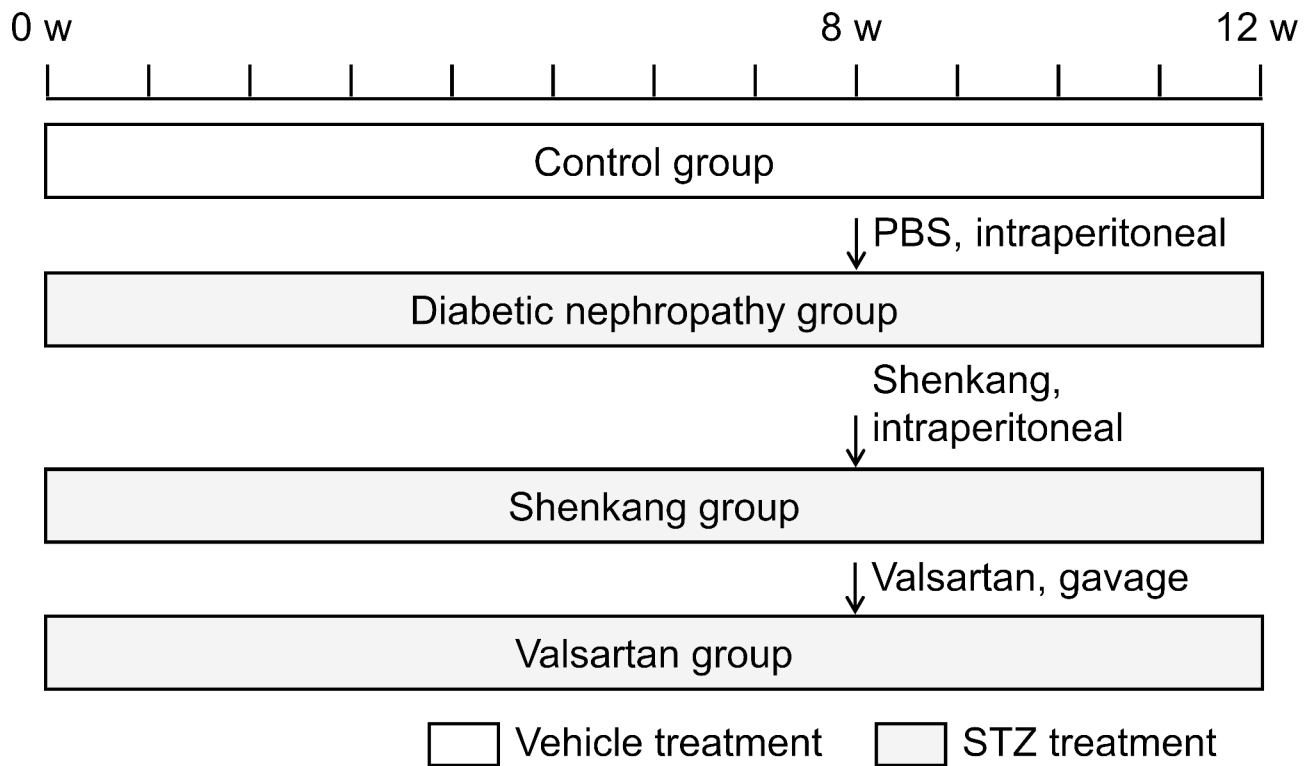 0 w 8 w 12 w
Control group
PBS, intraperitoneal
Diabetic nephropathy group
Shenkang,
intraperitoneal
Shenkang group
Valsartan, gavage
Valsartan group
Vehicle treatment STZ treatment